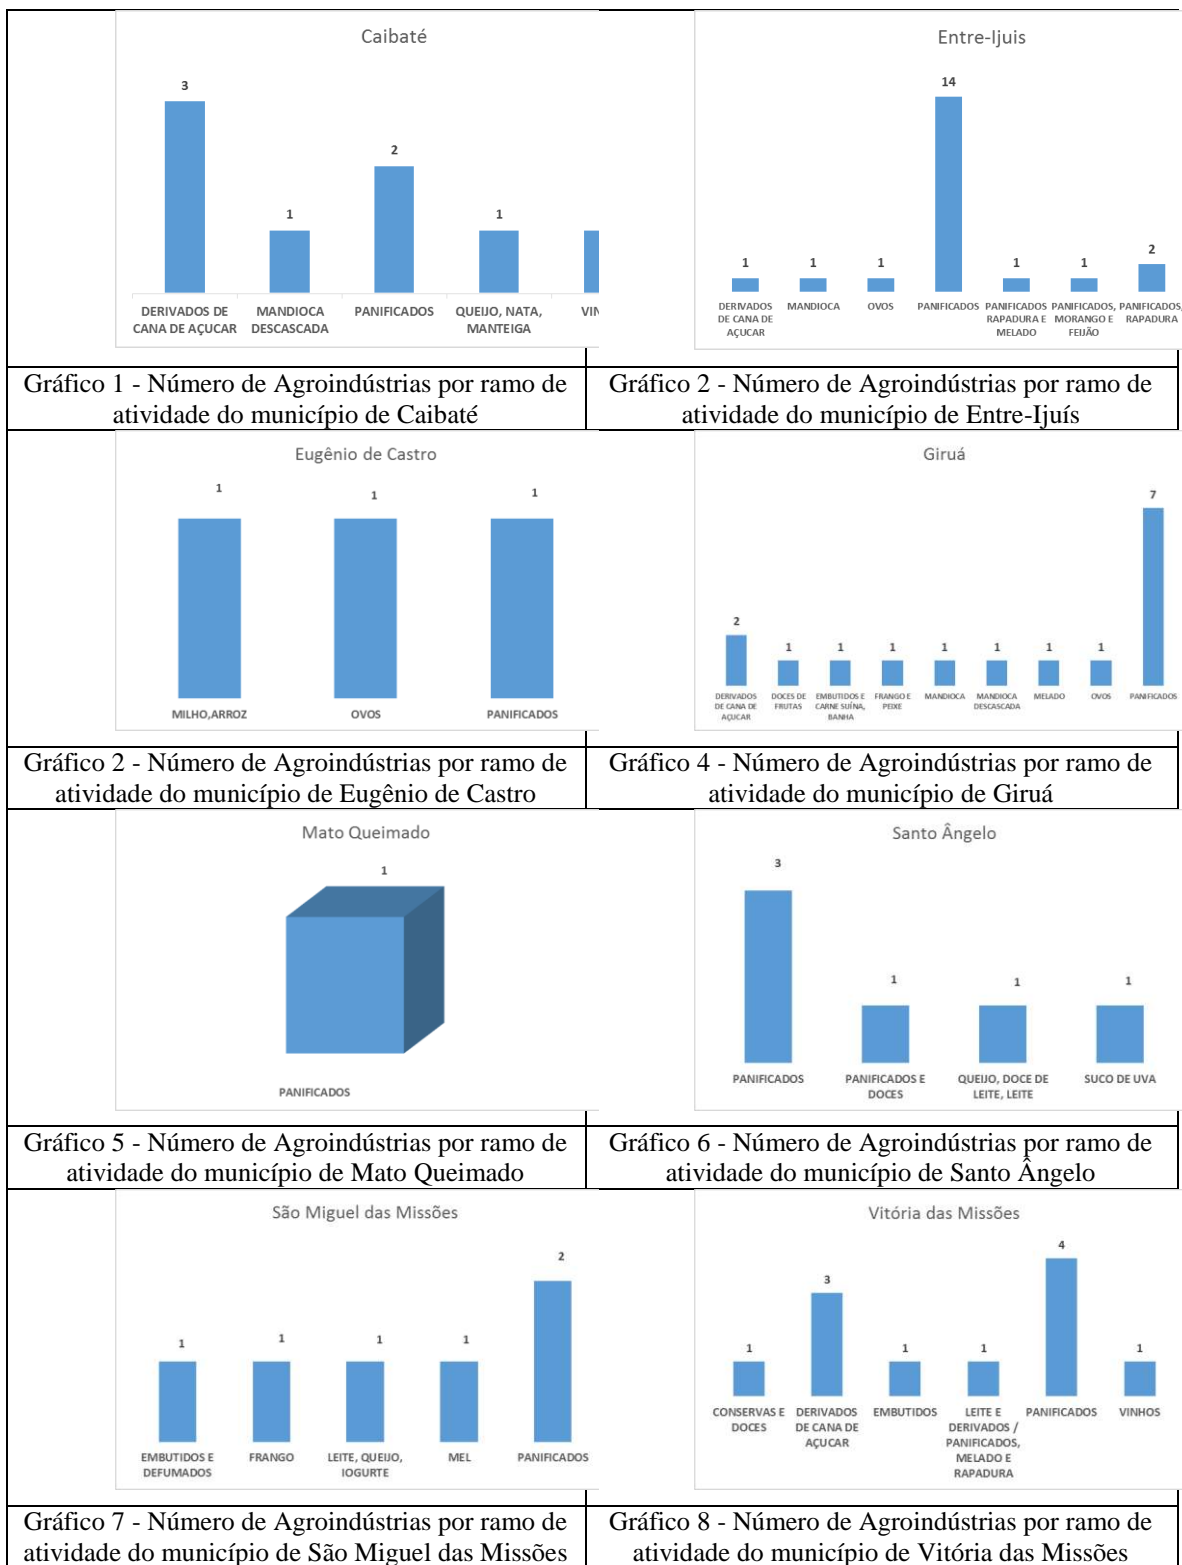 Caibaté
3
1
2
1
DERIVADOS DE
CANA DE AÇUCAR
MANDIOCA
DESCASCADA
PANIFICADOS
QUEIJO, NATA,
MANTEIGA
Gráfico 1 - Número de Agroindústrias por ramo de
atividade do município de Caibaté
Entre-Ijuis
1
1
1
14
1
1
2
DERIVADOS
DE CANA DE
AÇUCAR
MANDIOCA
OVOS
PANIFICADOS
PANIFICADOS
RAPADURA E
MELADO
PANIFICADOS,
MORANGO E
FEIJÃO
PANIFICADOS,
RAPADURA
Gráfico 2 - Número de Agroindústrias por ramo de
atividade do município de Entre-Ijuís
Eugênio de Castro
1
1
1
MILHO,ARROZ
OVOS
PANIFICADOS
Gráfico 2 - Número de Agroindústrias por ramo de
atividade do município de Eugênio de Castro
Giruá
2
1
1
1
1
1
1
1
7
DERIVADOS
DE CANA DE
AÇUCAR
DOCES DE
FRUTAS
EMBUTIDOS E
CARNE SUÍNA,
BANHA
FRANGO E
PEIXE
MANDIOCA
MANDIOCA
DESCASCADA
MELADO
OVOS
PANIFICADOS
Gráfico 4 - Número de Agroindústrias por ramo de
atividade do município de Giruá
Mato Queimado
1
PANIFICADOS
Gráfico 5 - Número de Agroindústrias por ramo de
atividade do município de Mato Queimado
Santo Ângelo
3
1
1
1
PANIFICADOS
PANIFICADOS E
DOCES
QUEIJO, DOCE DE
LEITE, LEITE
SUCO DE UVA
Gráfico 6 - Número de Agroindústrias por ramo de
atividade do município de Santo Ângelo
São Miguel das Missões
1
1
1
1
2
EMBUTIDOS E
DEFUMADOS
FRANGO
LEITE, QUEIJO,
IOGURTE
MEL
PANIFICADOS
Gráfico 7 - Número de Agroindústrias por ramo de
atividade do município de São Miguel das Missões
Vitória das Missões
1
3
1
1
4
1
CONSERVAS E
DOCES
DERIVADOS
DE CANA DE
AÇUCAR
EMBUTIDOS
LEITE E
DERIVADOS /
PANIFICADOS,
MELADO E
RAPADURA
PANIFICADOS
VINHOS
Gráfico 8 - Número de Agroindústrias por ramo de
atividade do município de Vitória das Missões